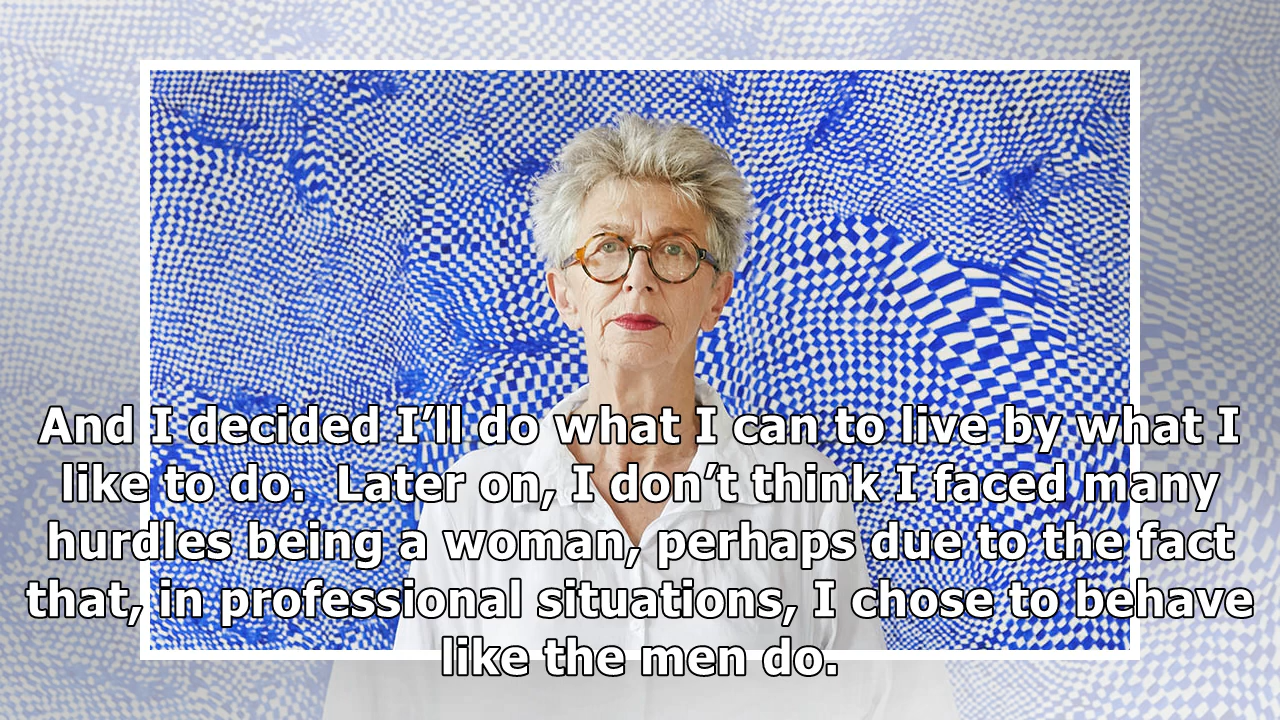 And I decided I’ll do what I can to live by what I
like to do.  Later on, I don’t think I faced many
hurdles being a woman, perhaps due to the fact
that, in professional situations, I chose to behave
like the men do.